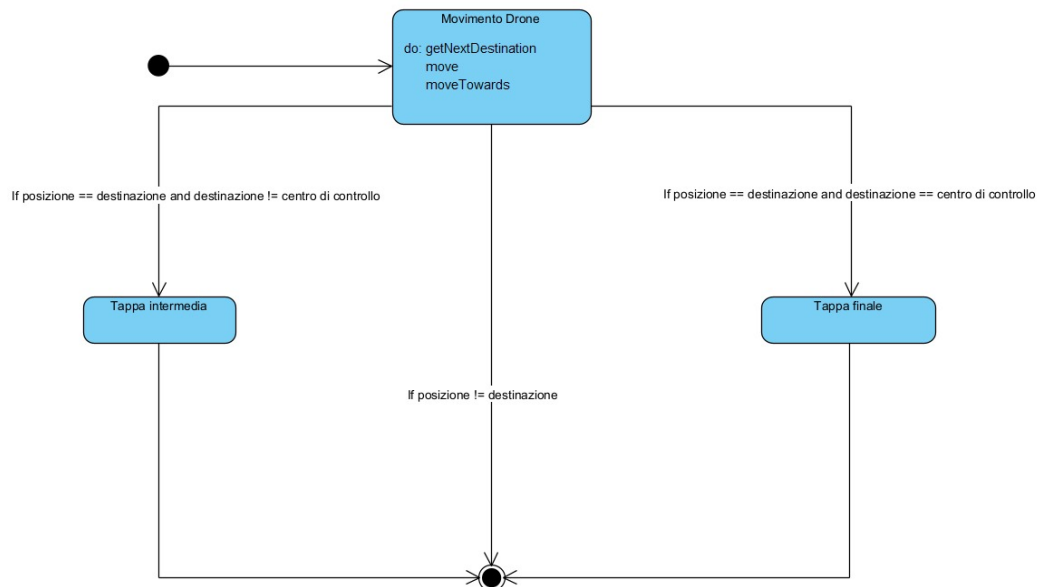 Movimento Drone
do: getNextDestination
move
moveTowards
If posizione == destinazione and destinazione != centro di controllo
If posizione == destinazione and destinazione == centro di controllo
Tappa intermedia
Tappa finale
If posizione != destinazione